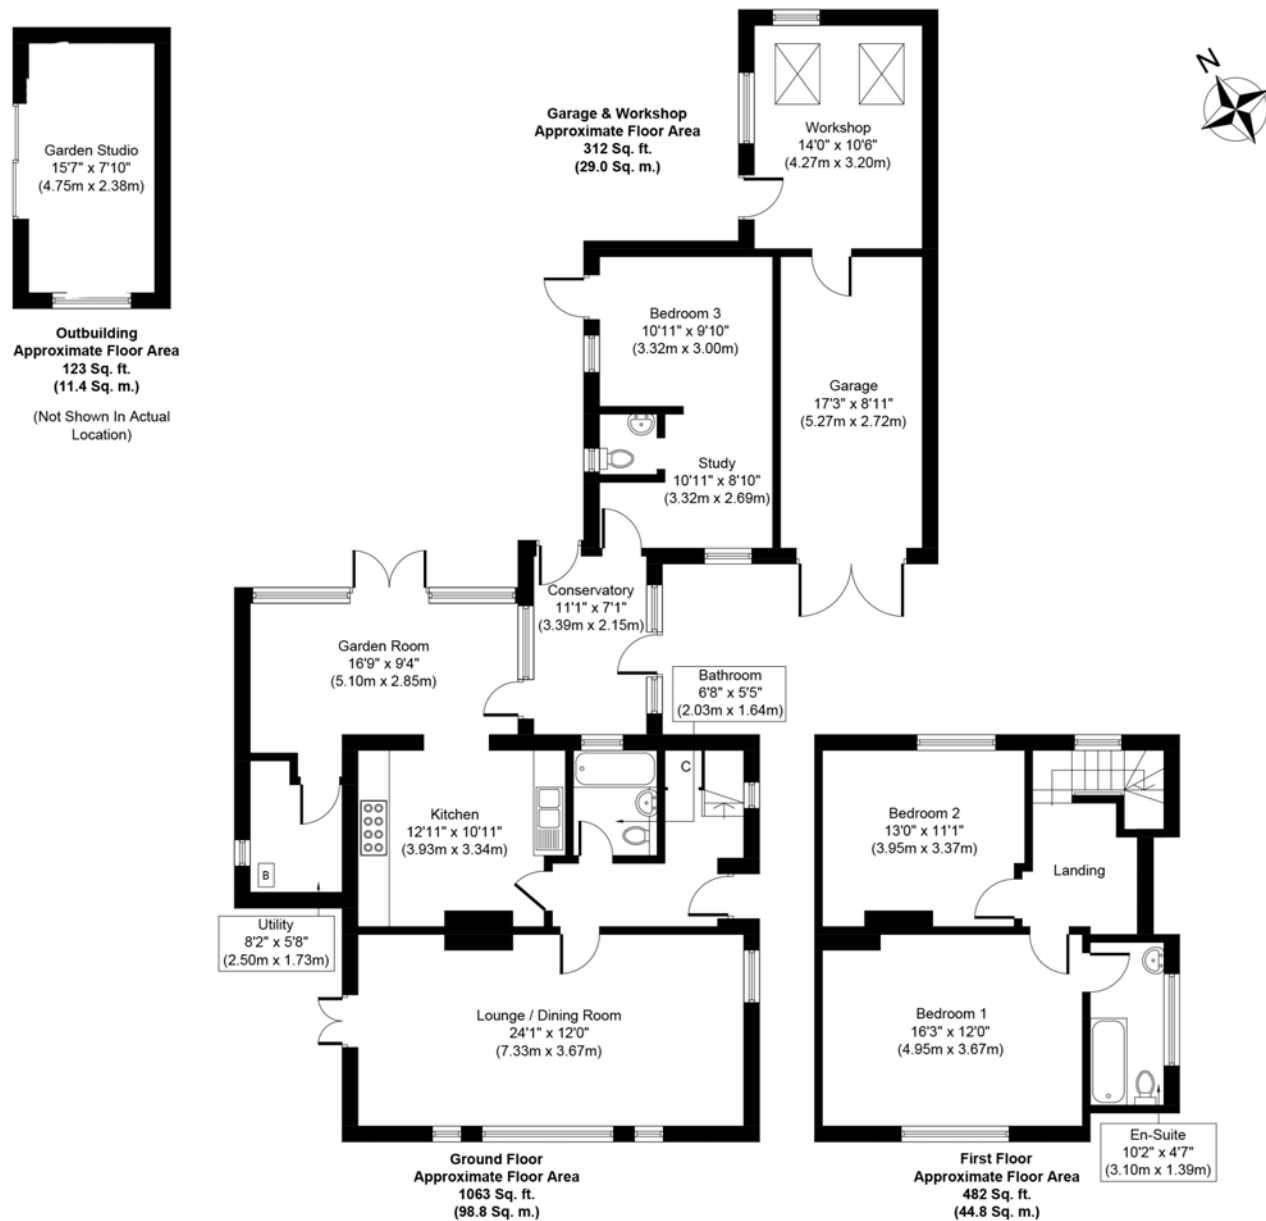 N
Garden Studio
15'7" x 7'10"
(4.75m x 2.38m)
Outbuilding
Approximate Floor Area
123 Sq. ft.
(11.4 Sq. m.)
(Not Shown In Actual
Location)
Garage & Workshop
Approximate Floor Area
312 Sq. ft.
(29.0 Sq. m.)
Workshop
14'0" x 10'6"
(4.27m x 3.20m)
Bedroom 3
10'11" x 9'10"
(3.32m x 3.00m)
Garage
17'3" x 8'11"
(5.27m x 2.72m)
Study
10'11" x 8'10"
(3.32m x 2.69m)
Conservatory
11'1" x 7'1"
(3.39m x 2.15m)
Garden Room
16'9" x 9'4"
(5.10m x 2.85m)
Bathroom
6'8" x 5'5"
(2.03m x 1.64m)
C
Kitchen
12'11" x 10'11"
(3.93m x 3.34m)
B
Utility
8'2" x 5'8"
(2.50m x 1.73m)
Lounge / Dining Room
24'1" x 12'0"
(7.33m x 3.67m)
Ground Floor
Approximate Floor Area
1063 Sq. ft.
(98.8 Sq. m.)
Bedroom 2
13'0" x 11'1"
(3.95m x 3.37m)
Landing
Bedroom 1
16'3" x 12'0"
(4.95m x 3.67m)
En-Suite
10'2" x 4'7"
(3.10m x 1.39m)
First Floor
Approximate Floor Area
482 Sq. ft.
(44.8 Sq. m.)